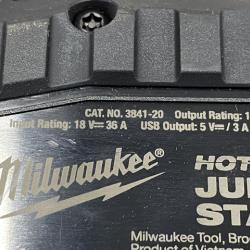 CAT. NO. 3841-20 Output Rating: 1
Input Rating: 18 V⎓36 A USB Output: 5 V⎓/ 3 A
Milwaukee®
HOT
JU
STA
Milwaukee Tool, Bro
Product of Vietnam